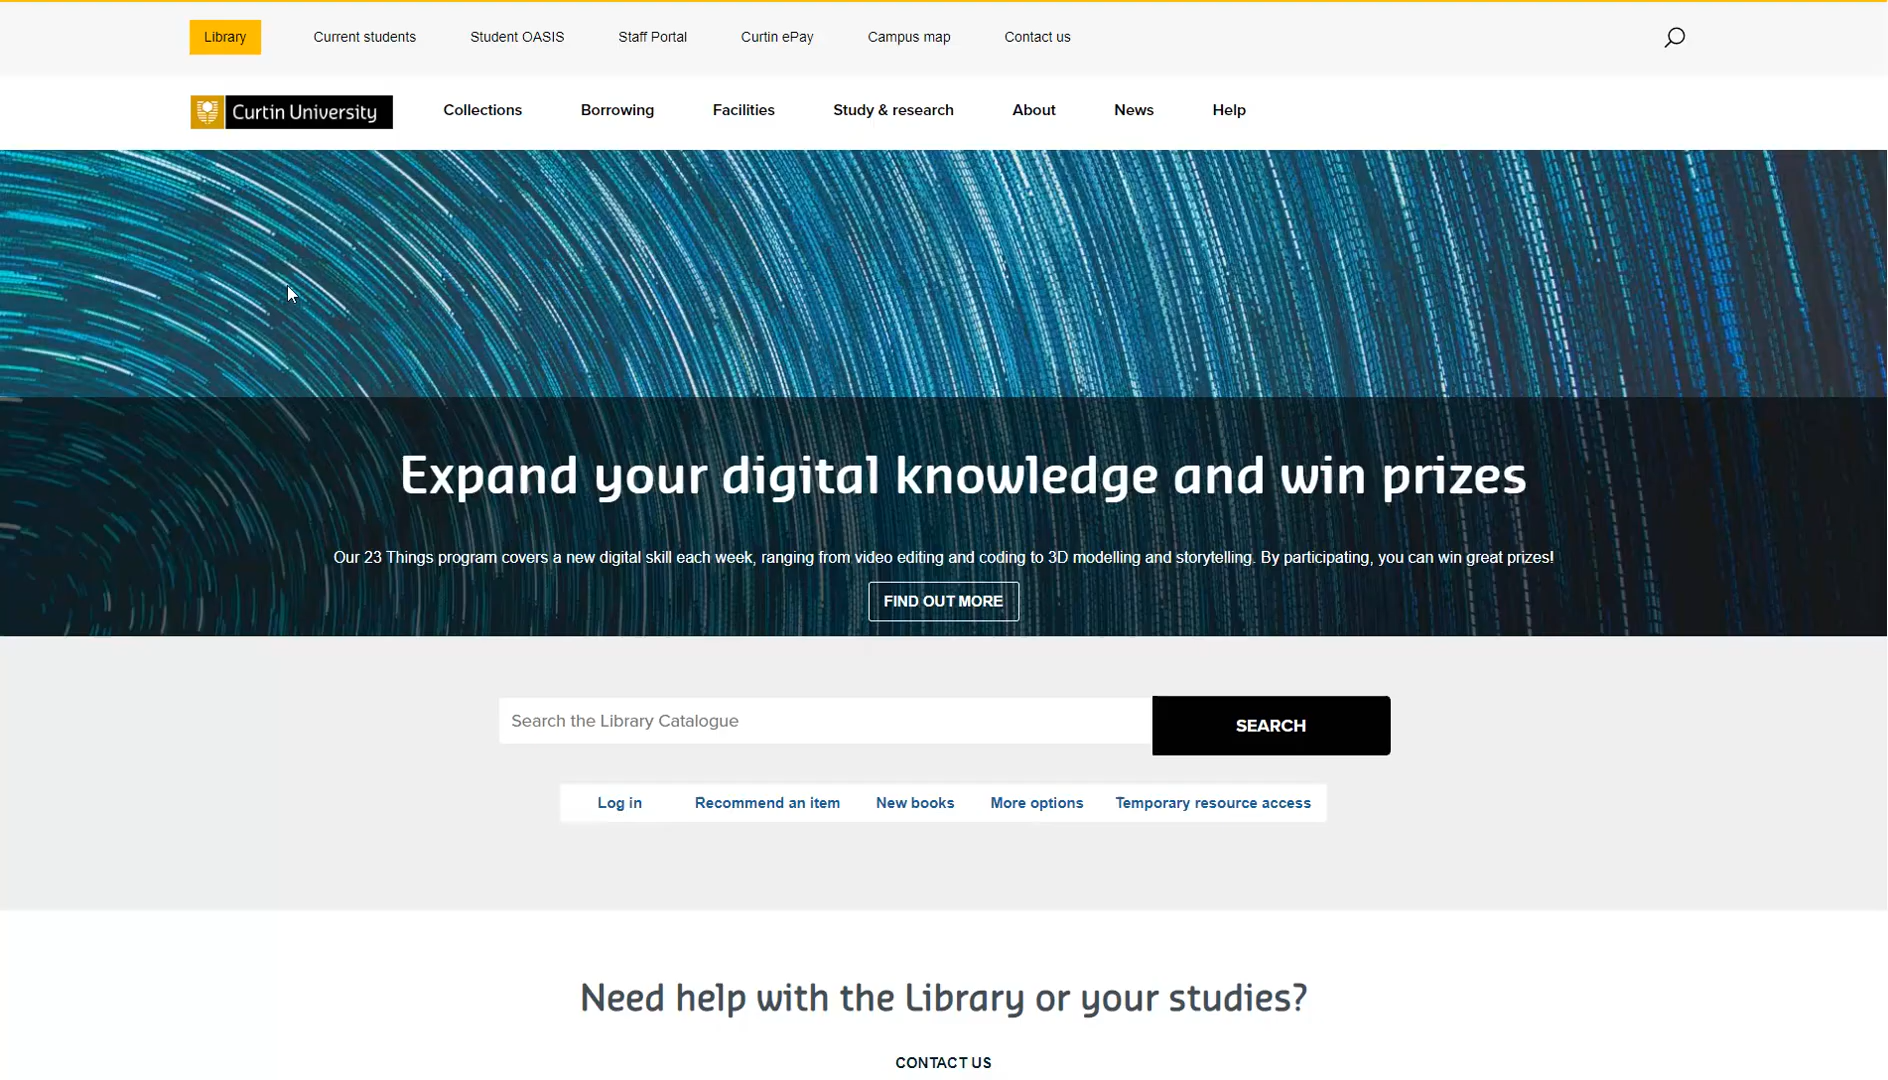 Library Current students Student OASIS Staff Portal Curtin ePay Campus map Contact us
Curtin University Collections Borrowing Facilities Study & research About News Help
Expand your digital knowledge and win prizes
Our 23 Things program covers a new digital skill each week, ranging from video editing and coding to 3D modelling and storytelling. By participating, you can win great prizes!
FIND OUT MORE
Search the Library Catalogue SEARCH
Log in Recommend an item New books More options Temporary resource access
Need help with the Library or your studies?
CONTACT US